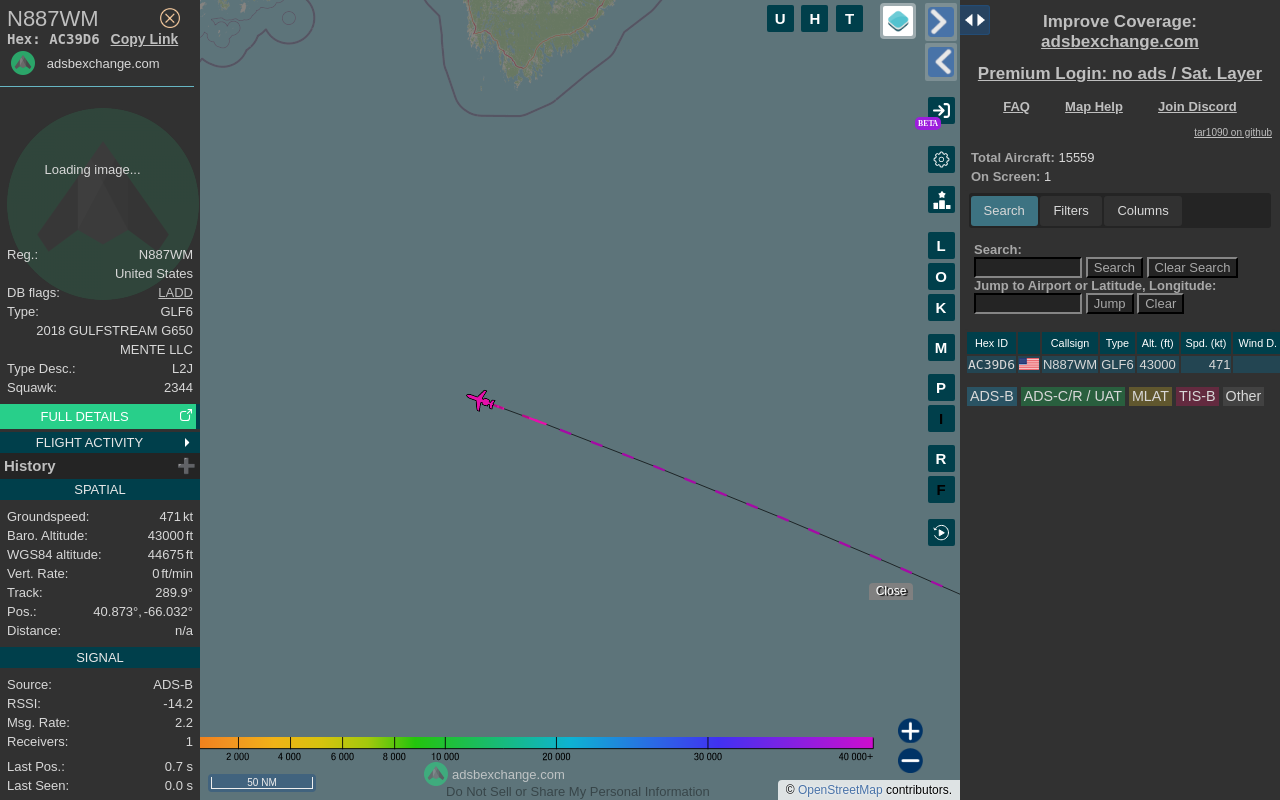 N887WM
Hex: AC39D6 Copy Link
adsbexchange.com
Loading image...
Reg.: N887WM
United States
DB flags: LADD
Type: GLF6
2018 GULFSTREAM G650
MENTE LLC
Type Desc.: L2J
Squawk: 2344
FULL DETAILS
FLIGHT ACTIVITY
History
SPATIAL
Groundspeed: 471 kt
Baro. Altitude: 43000 ft
WGS84 altitude: 44675 ft
Vert. Rate: 0 ft/min
Track: 289.9°
Pos.: 40.873°, -66.032°
Distance: n/a
SIGNAL
Source: ADS-B
RSSI: -14.2
Msg. Rate: 2.2
Receivers: 1
Last Pos.: 0.7 s
Last Seen: 0.0 s
U H T
BETA
L
O
K
M
P
I
R
F
Close
2 000 4 000 6 000 8 000 10 000 20 000 30 000 40 000+
50 NM
adsbexchange.com
Do Not Sell or Share My Personal Information
© OpenStreetMap contributors.
Improve Coverage:
adsbexchange.com
Premium Login: no ads / Sat. Layer
FAQ Map Help Join Discord
tar1090 on github
Total Aircraft: 15559
On Screen: 1
Search Filters Columns
Search:
Search Clear Search
Jump to Airport or Latitude, Longitude:
Jump Clear
Hex ID Callsign Type Alt. (ft) Spd. (kt) Wind D.
AC39D6 N887WM GLF6 43000 471
ADS-B ADS-C/R / UAT MLAT TIS-B Other